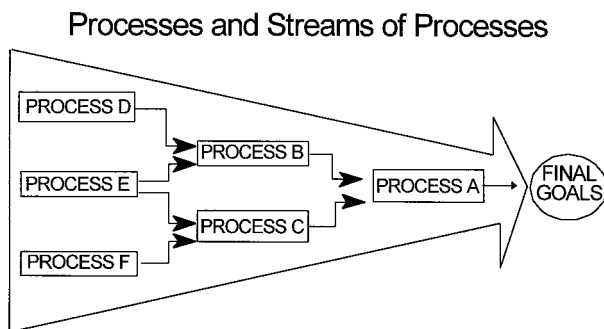 Processes and Streams of Processes
PROCESS D
PROCESS B
PROCESS E
PROCESS A
FINAL
GOALS
PROCESS C
PROCESS F